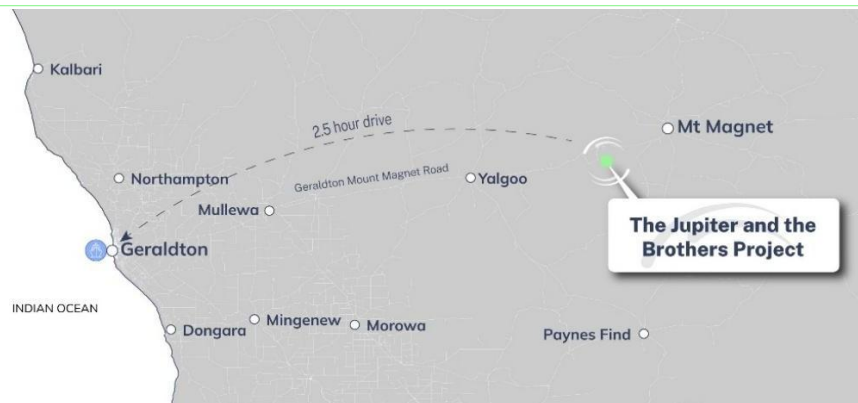 Kalbari
2.5 hour drive
Mt Magnet
Northampton
Geraldton Mount Magnet Road
Yalgoo
Mullewa
The Jupiter and the
Brothers Project
Geraldton
INDIAN OCEAN
Dongara
Mingenew
Morowa
Paynes Find